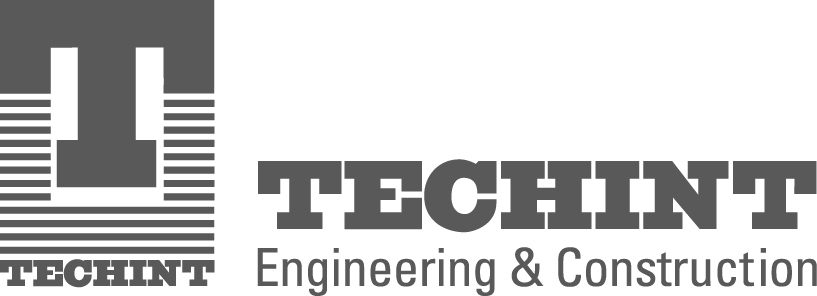 T
TECHINT
TECHINT
Engineering & Construction